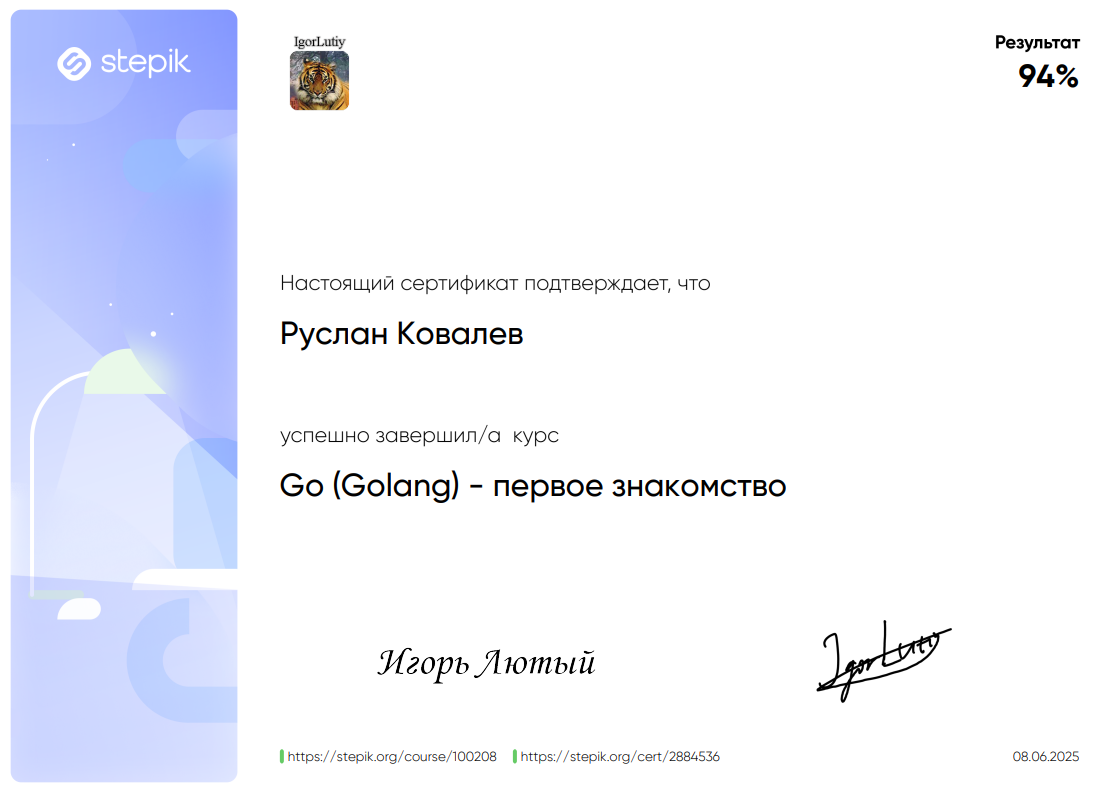 stepik
IgorLutiy
Результат
94%
Настоящий сертификат подтверждает, что
Руслан Ковалев
успешно завершил/а курс
Go (Golang) - первое знакомство
Игорь Лютый
IgorLutiy
https://stepik.org/course/100208
https://stepik.org/cert/2884536
08.06.2025